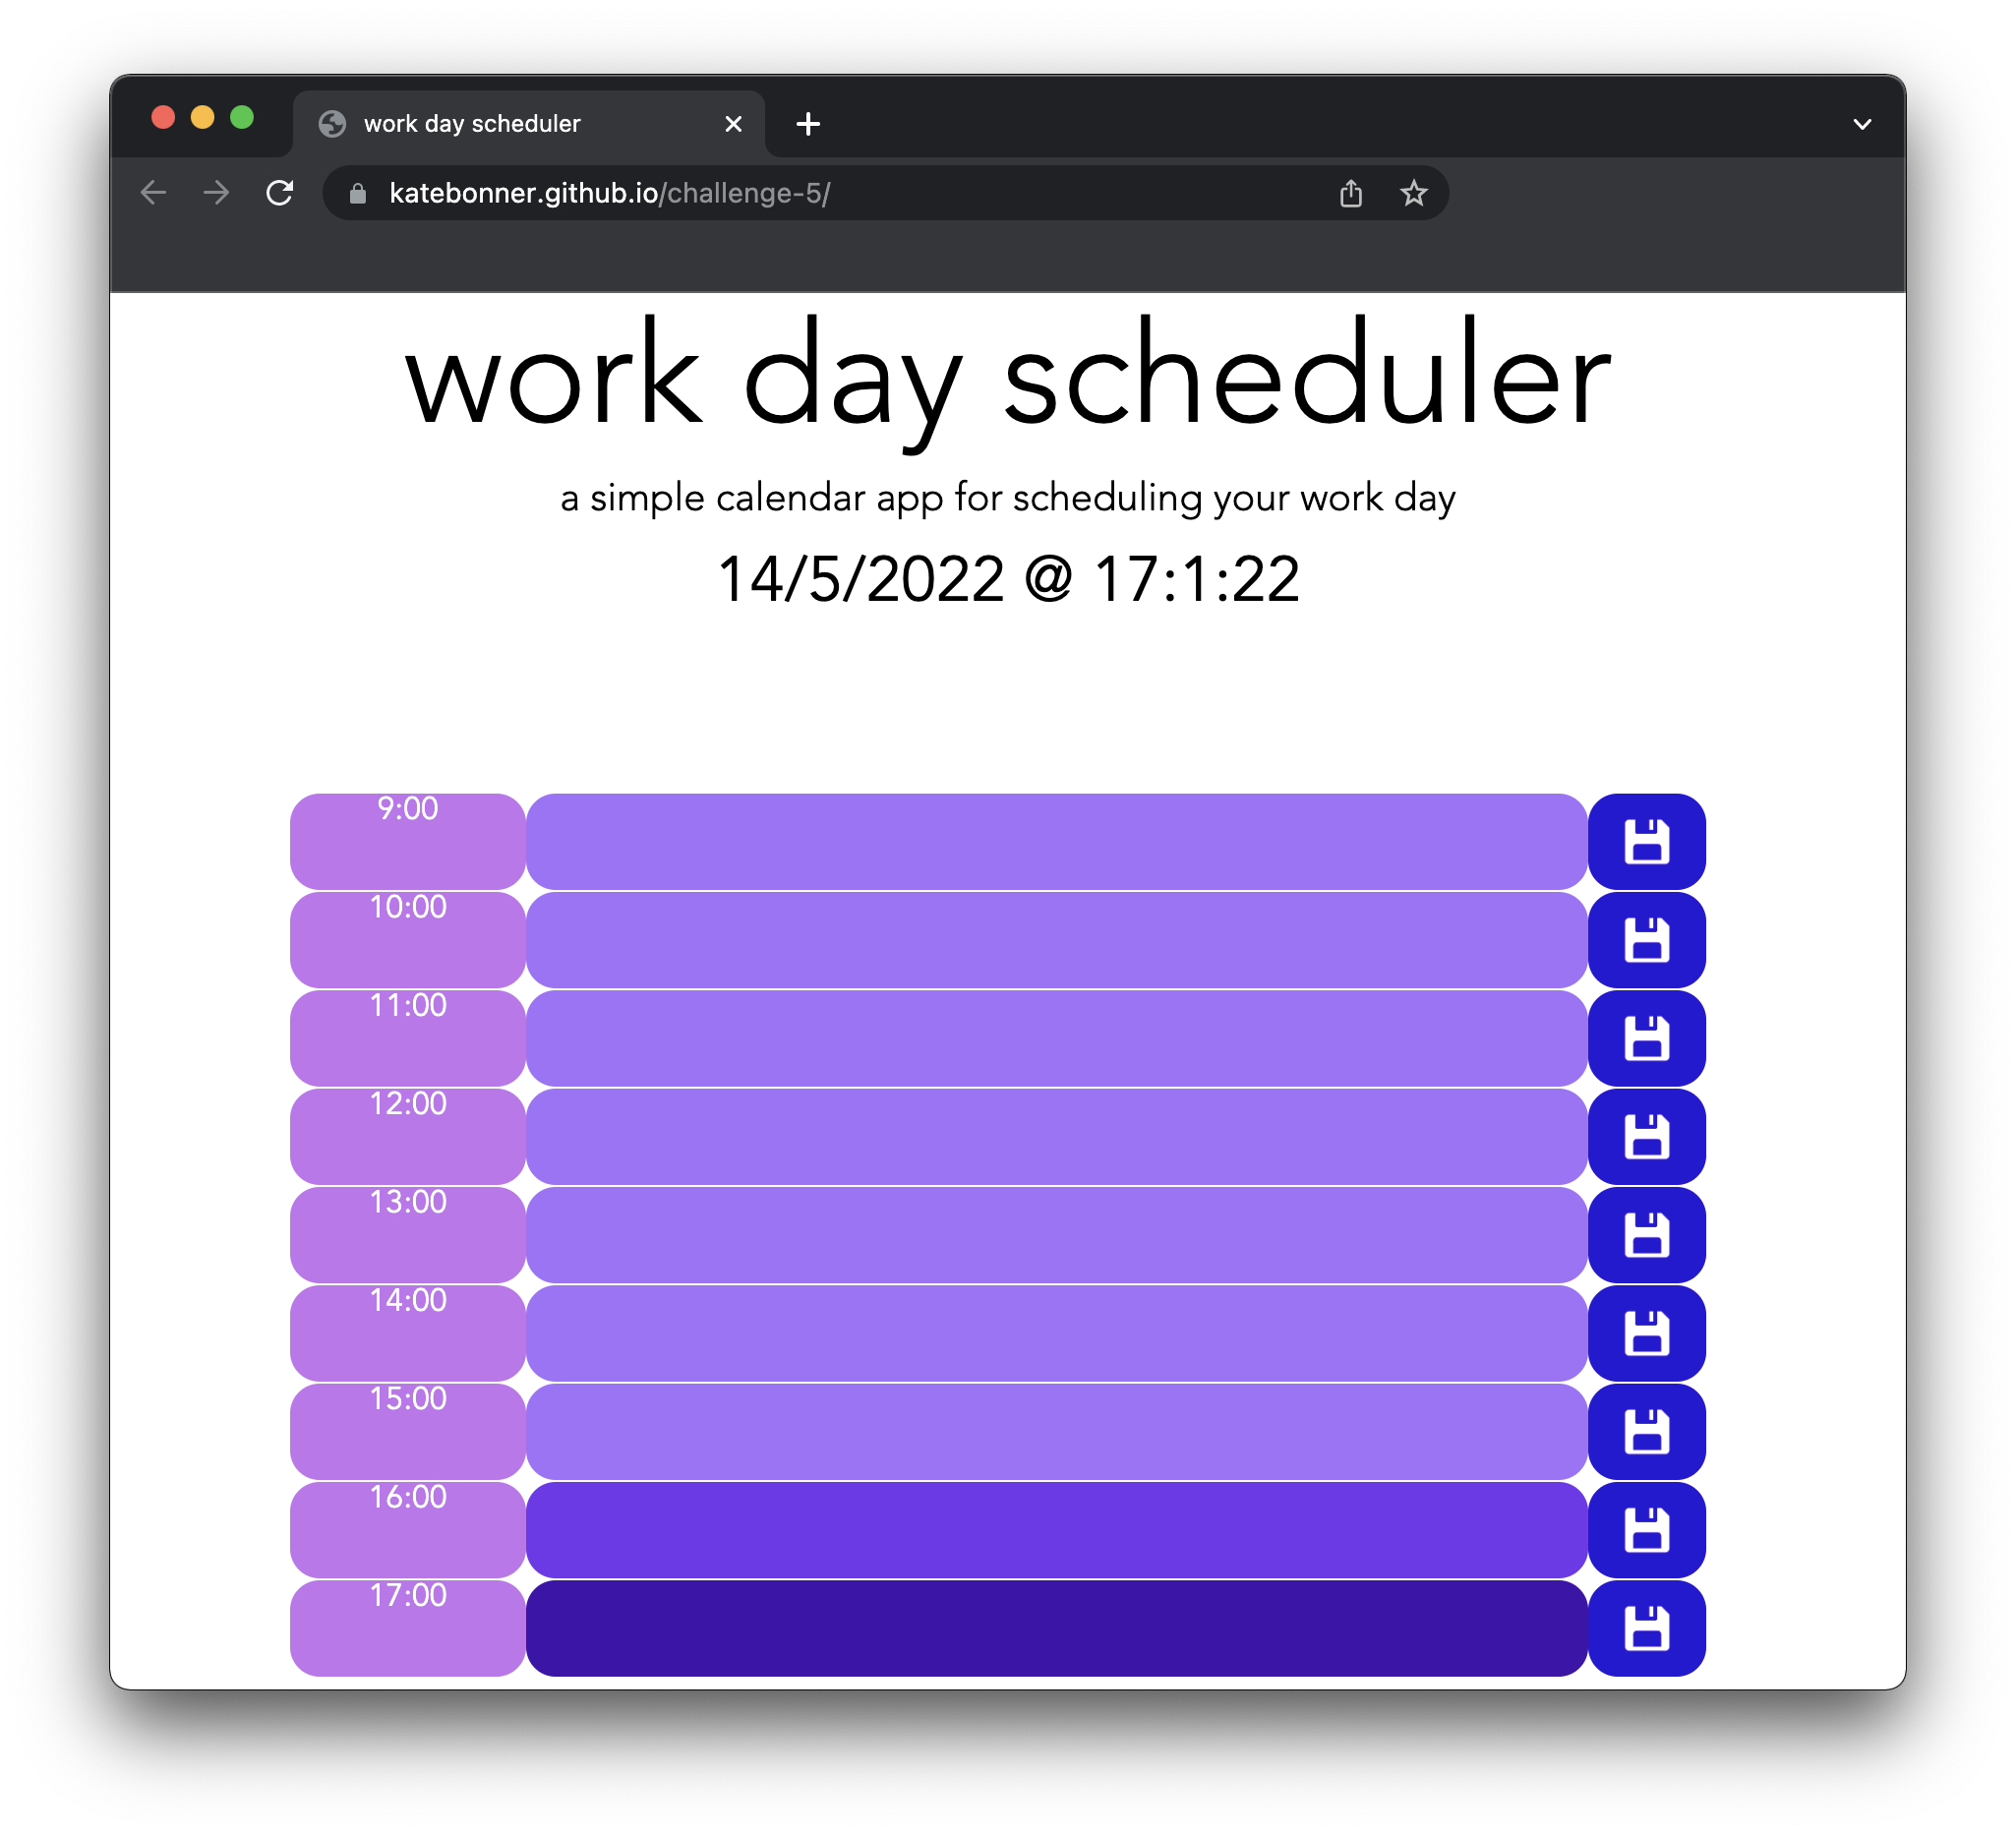 work day scheduler
katebonner.github.io/challenge-5/
work day scheduler
a simple calendar app for scheduling your work day
14/5/2022 @ 17:1:22
9:00
10:00
11:00
12:00
13:00
14:00
15:00
16:00
17:00